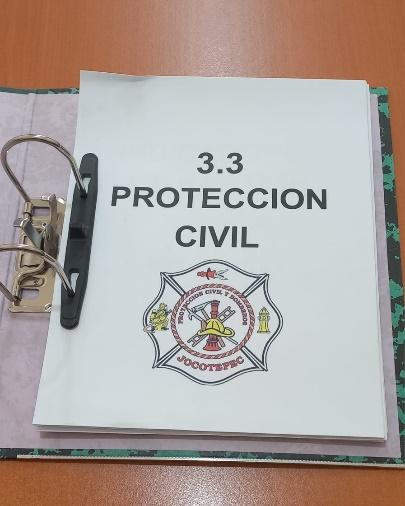 3.3
PROTECCION
CIVIL
PROTECCION CIVIL Y BOMBEROS
JOCOTEPEC